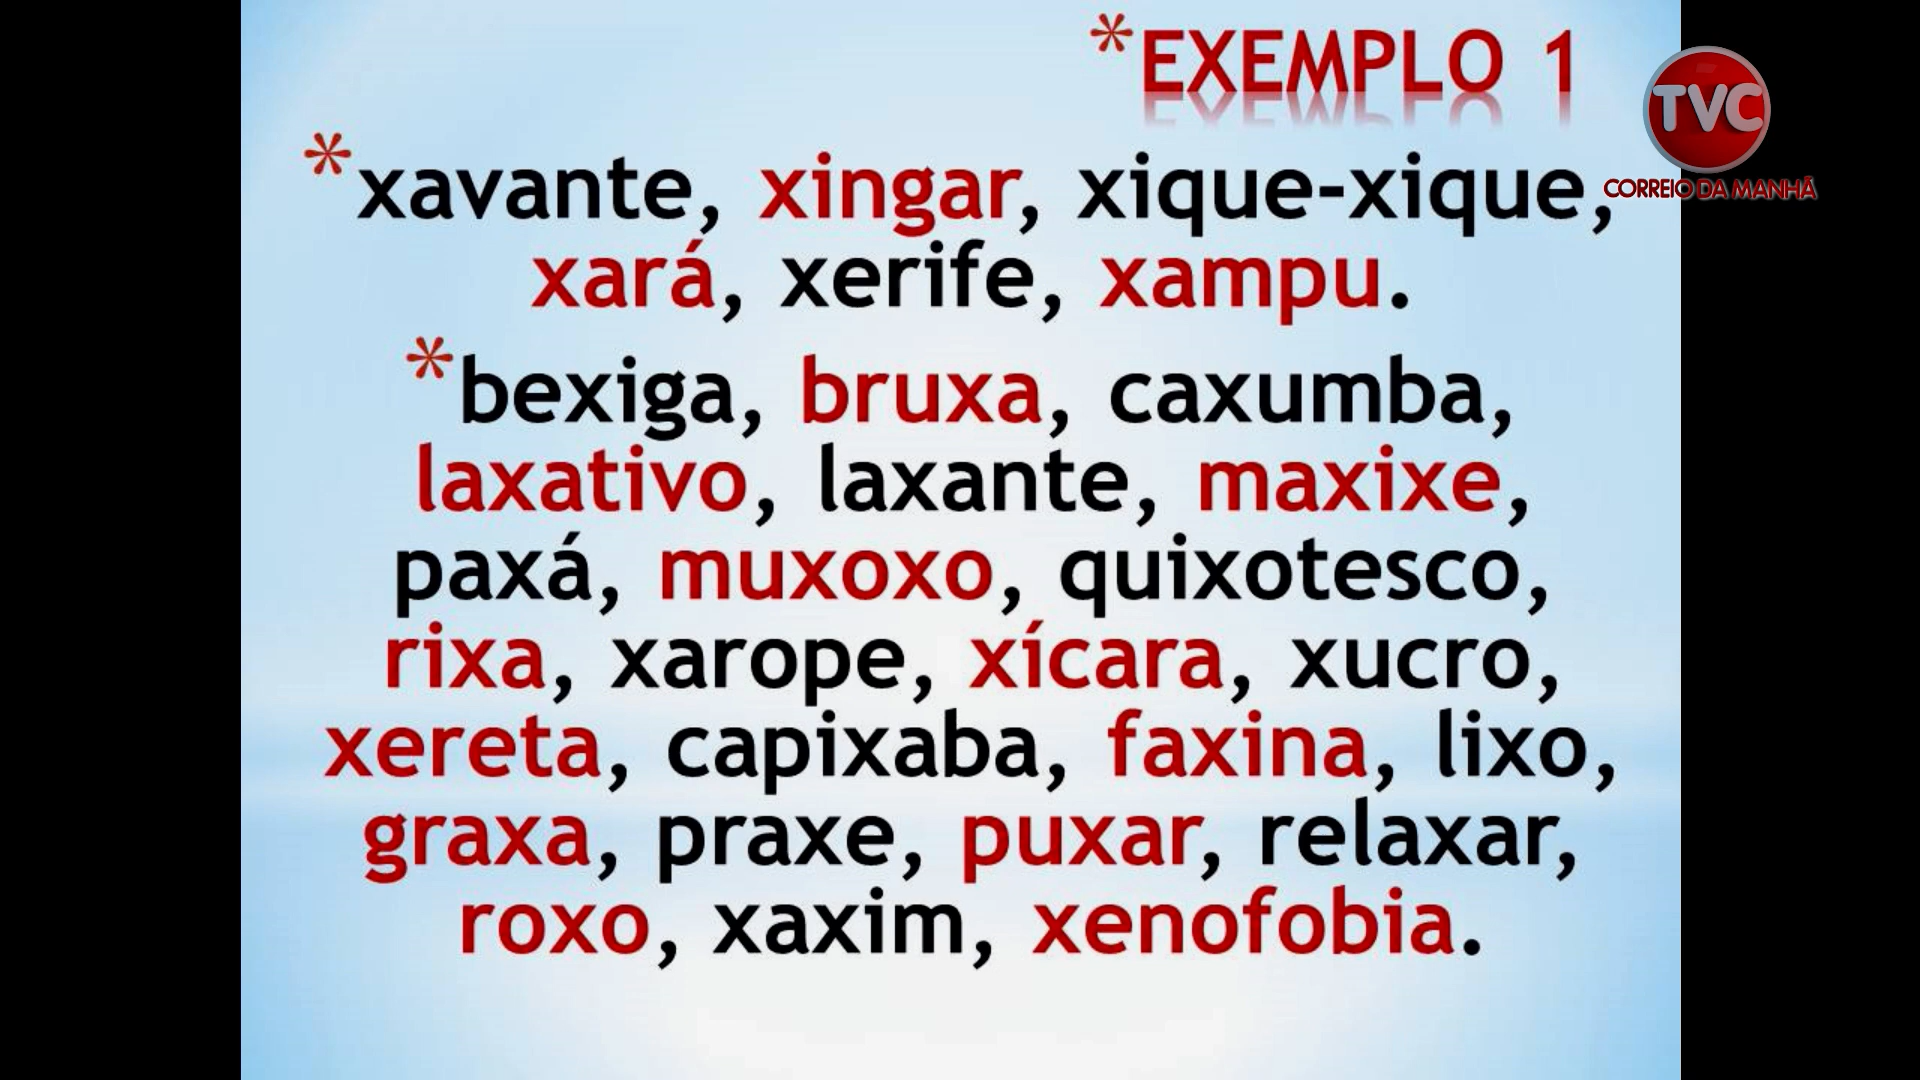 *EXEMPLO 1
TVC
CORREIO DA MANHÃ
*xavante, xingar, xique-xique,
xará, xerife, xampu.
*bexiga, bruxa, caxumba,
laxativo, laxante, maxixe,
paxá, muxoxo, quixotesco,
rixa, xarope, xícara, xucro,
xereta, capixaba, faxina, lixo,
graxa, praxe, puxar, relaxar,
roxo, xaxim, xenofobia.